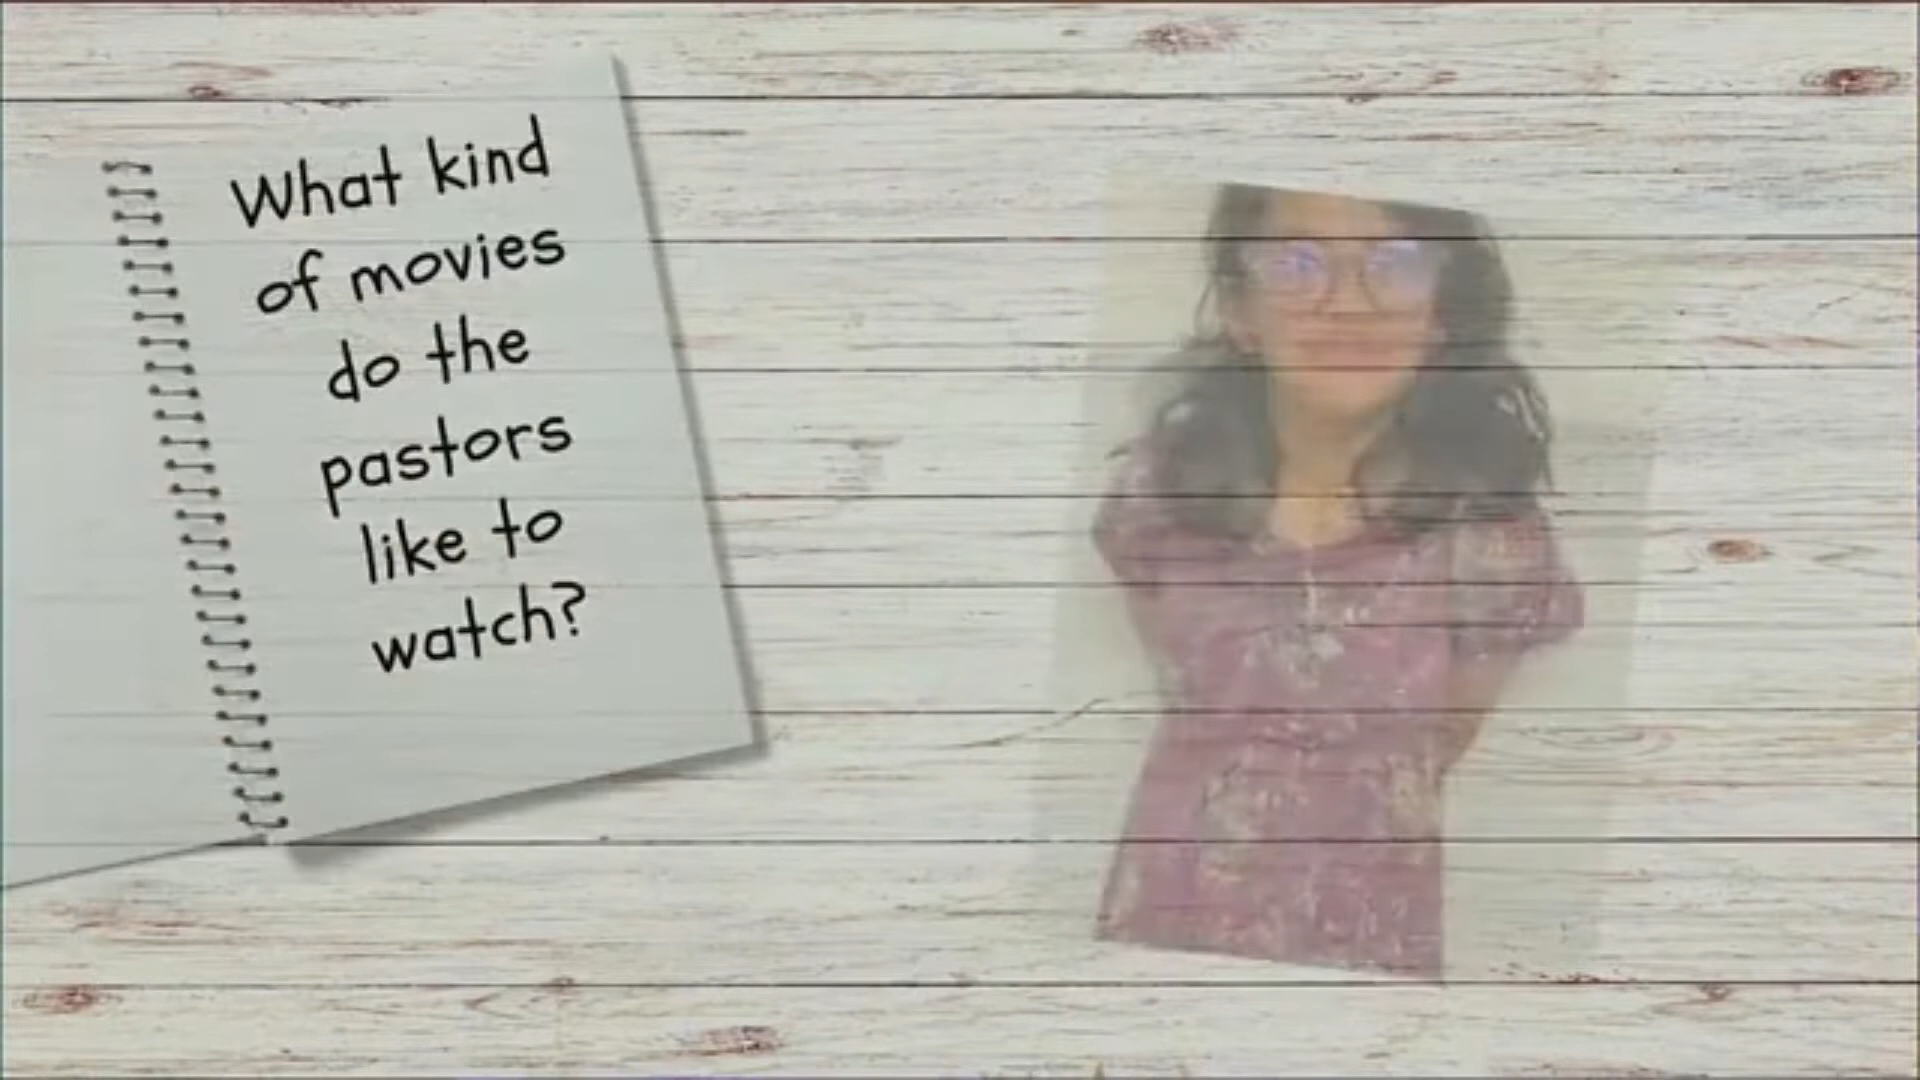 What kind
of movies
do the
pastors
like to
watch?